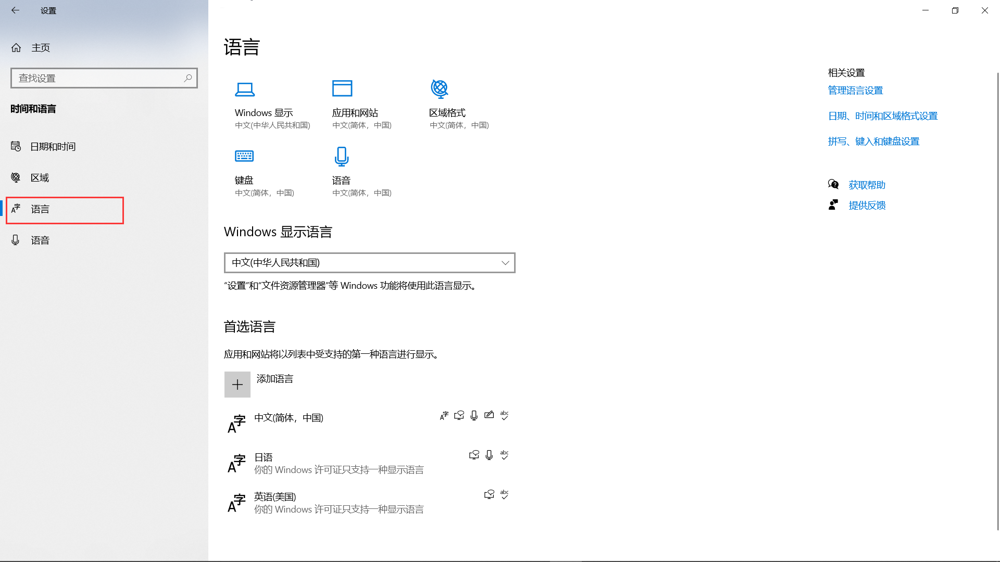 设置
主页
查找设置
时间和语言
日期和时间
区域
语言
语音
语言
Windows 显示
中文(中华人民共和国)
应用和网站
中文(简体，中国)
区域格式
中文(简体，中国)
键盘
中文(简体，中国)
语音
中文(简体，中国)
Windows 显示语言
中文(中华人民共和国)
“设置”和“文件资源管理器”等 Windows 功能将使用此语言显示。
首选语言
应用和网站将以列表中受支持的第一种语言进行显示。
添加语言
A字 中文(简体，中国) A字 abc
A字 日语 abc
你的 Windows 许可证只支持一种显示语言
A字 英语(美国) abc
你的 Windows 许可证只支持一种显示语言
相关设置
管理语言设置
日期、时间和区域格式设置
拼写、键入和键盘设置
获取帮助
提供反馈